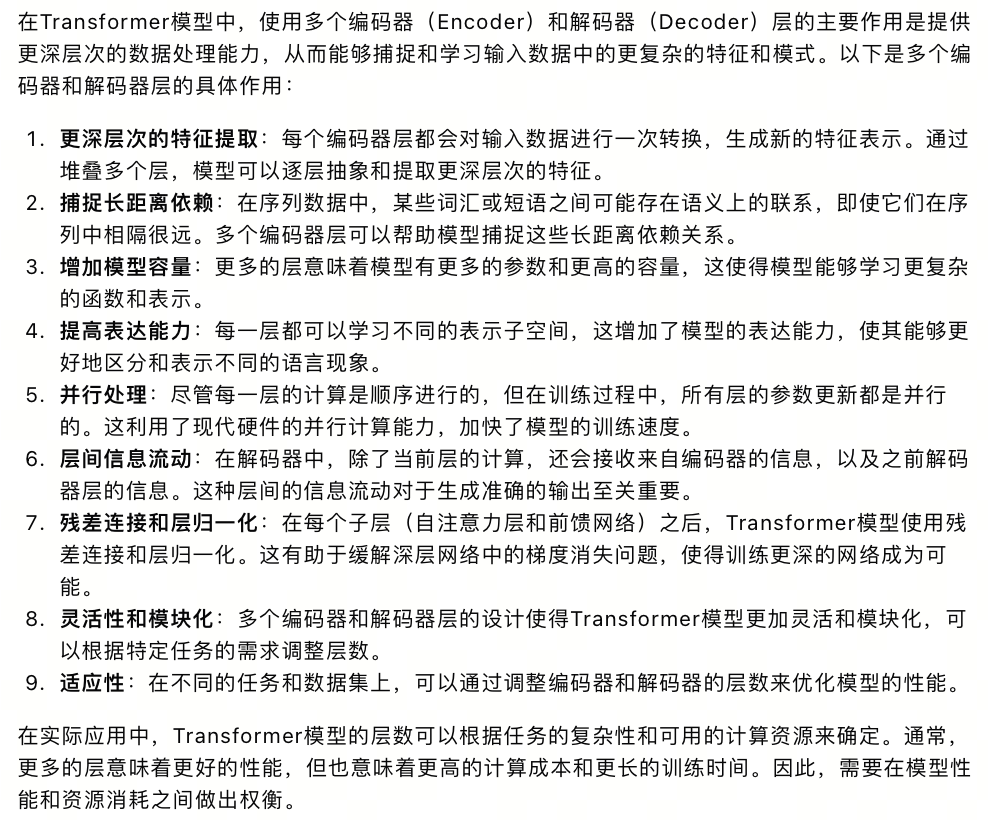 在Transformer模型中，使用多个编码器（Encoder）和解码器（Decoder）层的主要作用是提供
更深层次的数据处理能力，从而能够捕捉和学习输入数据中的更复杂的特征和模式。以下是多个编
码器和解码器层的具体作用：
1. 更深层次的特征提取：每个编码器层都会对输入数据进行一次转换，生成新的特征表示。通过
堆叠多个层，模型可以逐层抽象和提取更深层次的特征。
2. 捕捉长距离依赖：在序列数据中，某些词汇或短语之间可能存在语义上的联系，即使它们在序
列中相隔很远。多个编码器层可以帮助模型捕捉这些长距离依赖关系。
3. 增加模型容量：更多的层意味着模型有更多的参数和更高的容量，这使得模型能够学习更复杂
的函数和表示。
4. 提高表达能力：每一层都可以学习不同的表示子空间，这增加了模型的表达能力，使其能够更
好地区分和表示不同的语言现象。
5. 并行处理：尽管每一层的计算是顺序进行的，但在训练过程中，所有层的参数更新都是并行
的。这利用了现代硬件的并行计算能力，加快了模型的训练速度。
6. 层间信息流动：在解码器中，除了当前层的计算，还会接收来自编码器的信息，以及之前解码
器层的信息。这种层间的信息流动对于生成准确的输出至关重要。
7. 残差连接和层归一化：在每个子层（自注意力层和前馈网络）之后，Transformer模型使用残
差连接和层归一化。这有助于缓解深层网络中的梯度消失问题，使得训练更深的网络成为可
能。
8. 灵活性和模块化：多个编码器和解码器层的设计使得Transformer模型更加灵活和模块化，可
以根据特定任务的需求调整层数。
9. 适应性：在不同的任务和数据集上，可以通过调整编码器和解码器的层数来优化模型的性能。
在实际应用中，Transformer模型的层数可以根据任务的复杂性和可用的计算资源来确定。通常，
更多的层意味着更好的性能，但也意味着更高的计算成本和更长的训练时间。因此，需要在模型性
能和资源消耗之间做出权衡。